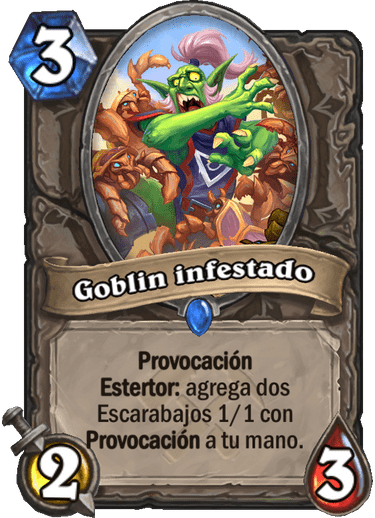 3
Goblin infestado
Provocación
Estertor: agrega dos
Escarabajos 1/1 con
Provocación a tu mano.
2
3